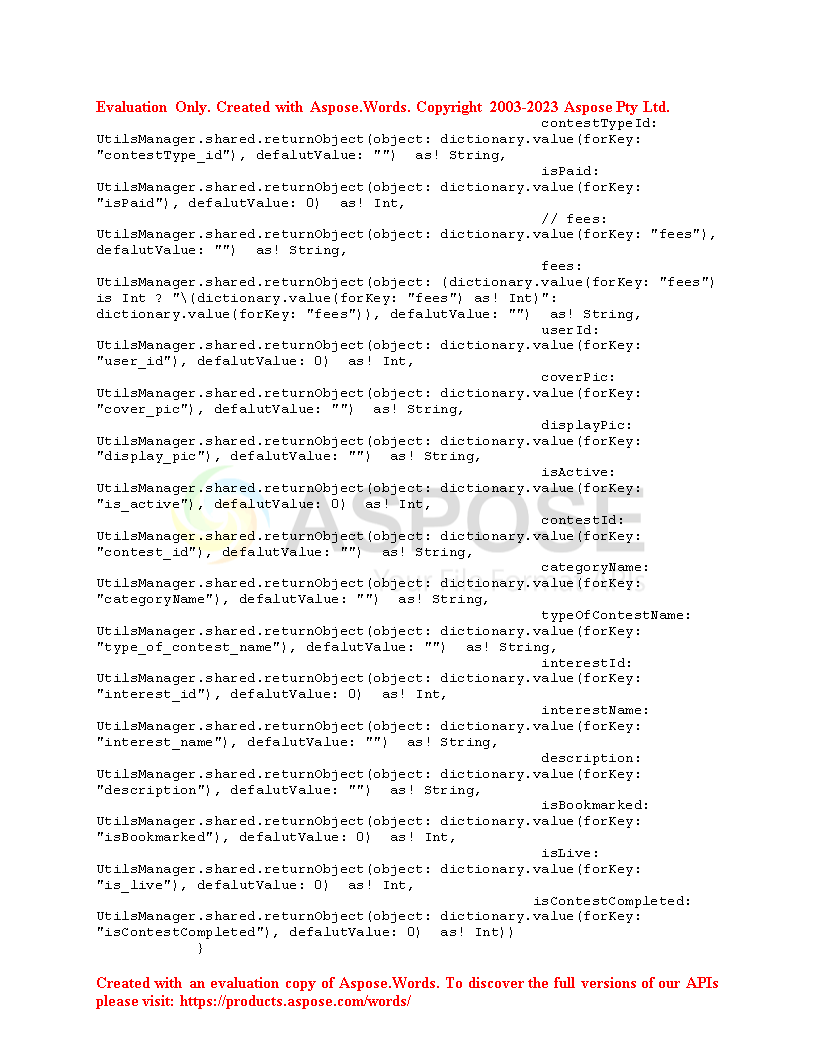 Evaluation Only. Created with Aspose.Words. Copyright 2003-2023 Aspose Pty Ltd.
contestTypeId:
UtilsManager.shared.returnObject(object: dictionary.value(forKey:
"contestType_id"), defalutValue: "")  as! String,
isPaid:
UtilsManager.shared.returnObject(object: dictionary.value(forKey:
"isPaid"), defalutValue: 0)  as! Int,
// fees:
UtilsManager.shared.returnObject(object: dictionary.value(forKey: "fees"),
defalutValue: "")  as! String,
fees:
UtilsManager.shared.returnObject(object: (dictionary.value(forKey: "fees")
is Int ? "\(dictionary.value(forKey: "fees") as! Int)":
dictionary.value(forKey: "fees")), defalutValue: "")  as! String,
userId:
UtilsManager.shared.returnObject(object: dictionary.value(forKey:
"user_id"), defalutValue: 0)  as! Int,
coverPic:
UtilsManager.shared.returnObject(object: dictionary.value(forKey:
"cover_pic"), defalutValue: "")  as! String,
displayPic:
UtilsManager.shared.returnObject(object: dictionary.value(forKey:
"display_pic"), defalutValue: "")  as! String,
isActive:
UtilsManager.shared.returnObject(object: dictionary.value(forKey:
"is_active"), defalutValue: 0)  as! Int,
contestId:
UtilsManager.shared.returnObject(object: dictionary.value(forKey:
"contest_id"), defalutValue: "")  as! String,
categoryName:
UtilsManager.shared.returnObject(object: dictionary.value(forKey:
"categoryName"), defalutValue: "")  as! String,
typeOfContestName:
UtilsManager.shared.returnObject(object: dictionary.value(forKey:
"type_of_contest_name"), defalutValue: "")  as! String,
interestId:
UtilsManager.shared.returnObject(object: dictionary.value(forKey:
"interest_id"), defalutValue: 0)  as! Int,
interestName:
UtilsManager.shared.returnObject(object: dictionary.value(forKey:
"interest_name"), defalutValue: "")  as! String,
description:
UtilsManager.shared.returnObject(object: dictionary.value(forKey:
"description"), defalutValue: "")  as! String,
isBookmarked:
UtilsManager.shared.returnObject(object: dictionary.value(forKey:
"isBookmarked"), defalutValue: 0)  as! Int,
isLive:
UtilsManager.shared.returnObject(object: dictionary.value(forKey:
"is_live"), defalutValue: 0)  as! Int,
isContestCompleted:
UtilsManager.shared.returnObject(object: dictionary.value(forKey:
"isContestCompleted"), defalutValue: 0)  as! Int))
}
ASPOSE
Created with an evaluation copy of Aspose.Words. To discover the full versions of our APIs
please visit: https://products.aspose.com/words/